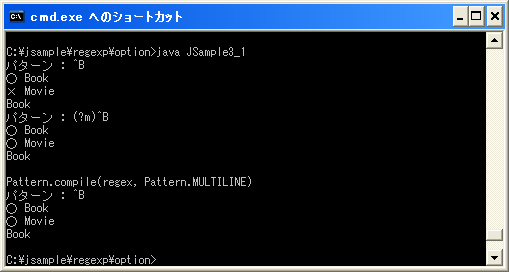 cmd.exe へのショートカット
C:¥jsample¥regexp¥option>java JSample3_1
パターン : ^B
○ Book
× Movie
Book
パターン : (?m)^B
○ Book
○ Movie
Book
Pattern.compile(regex, Pattern.MULTILINE)
パターン : ^B
○ Book
○ Movie
Book
C:¥jsample¥regexp¥option>